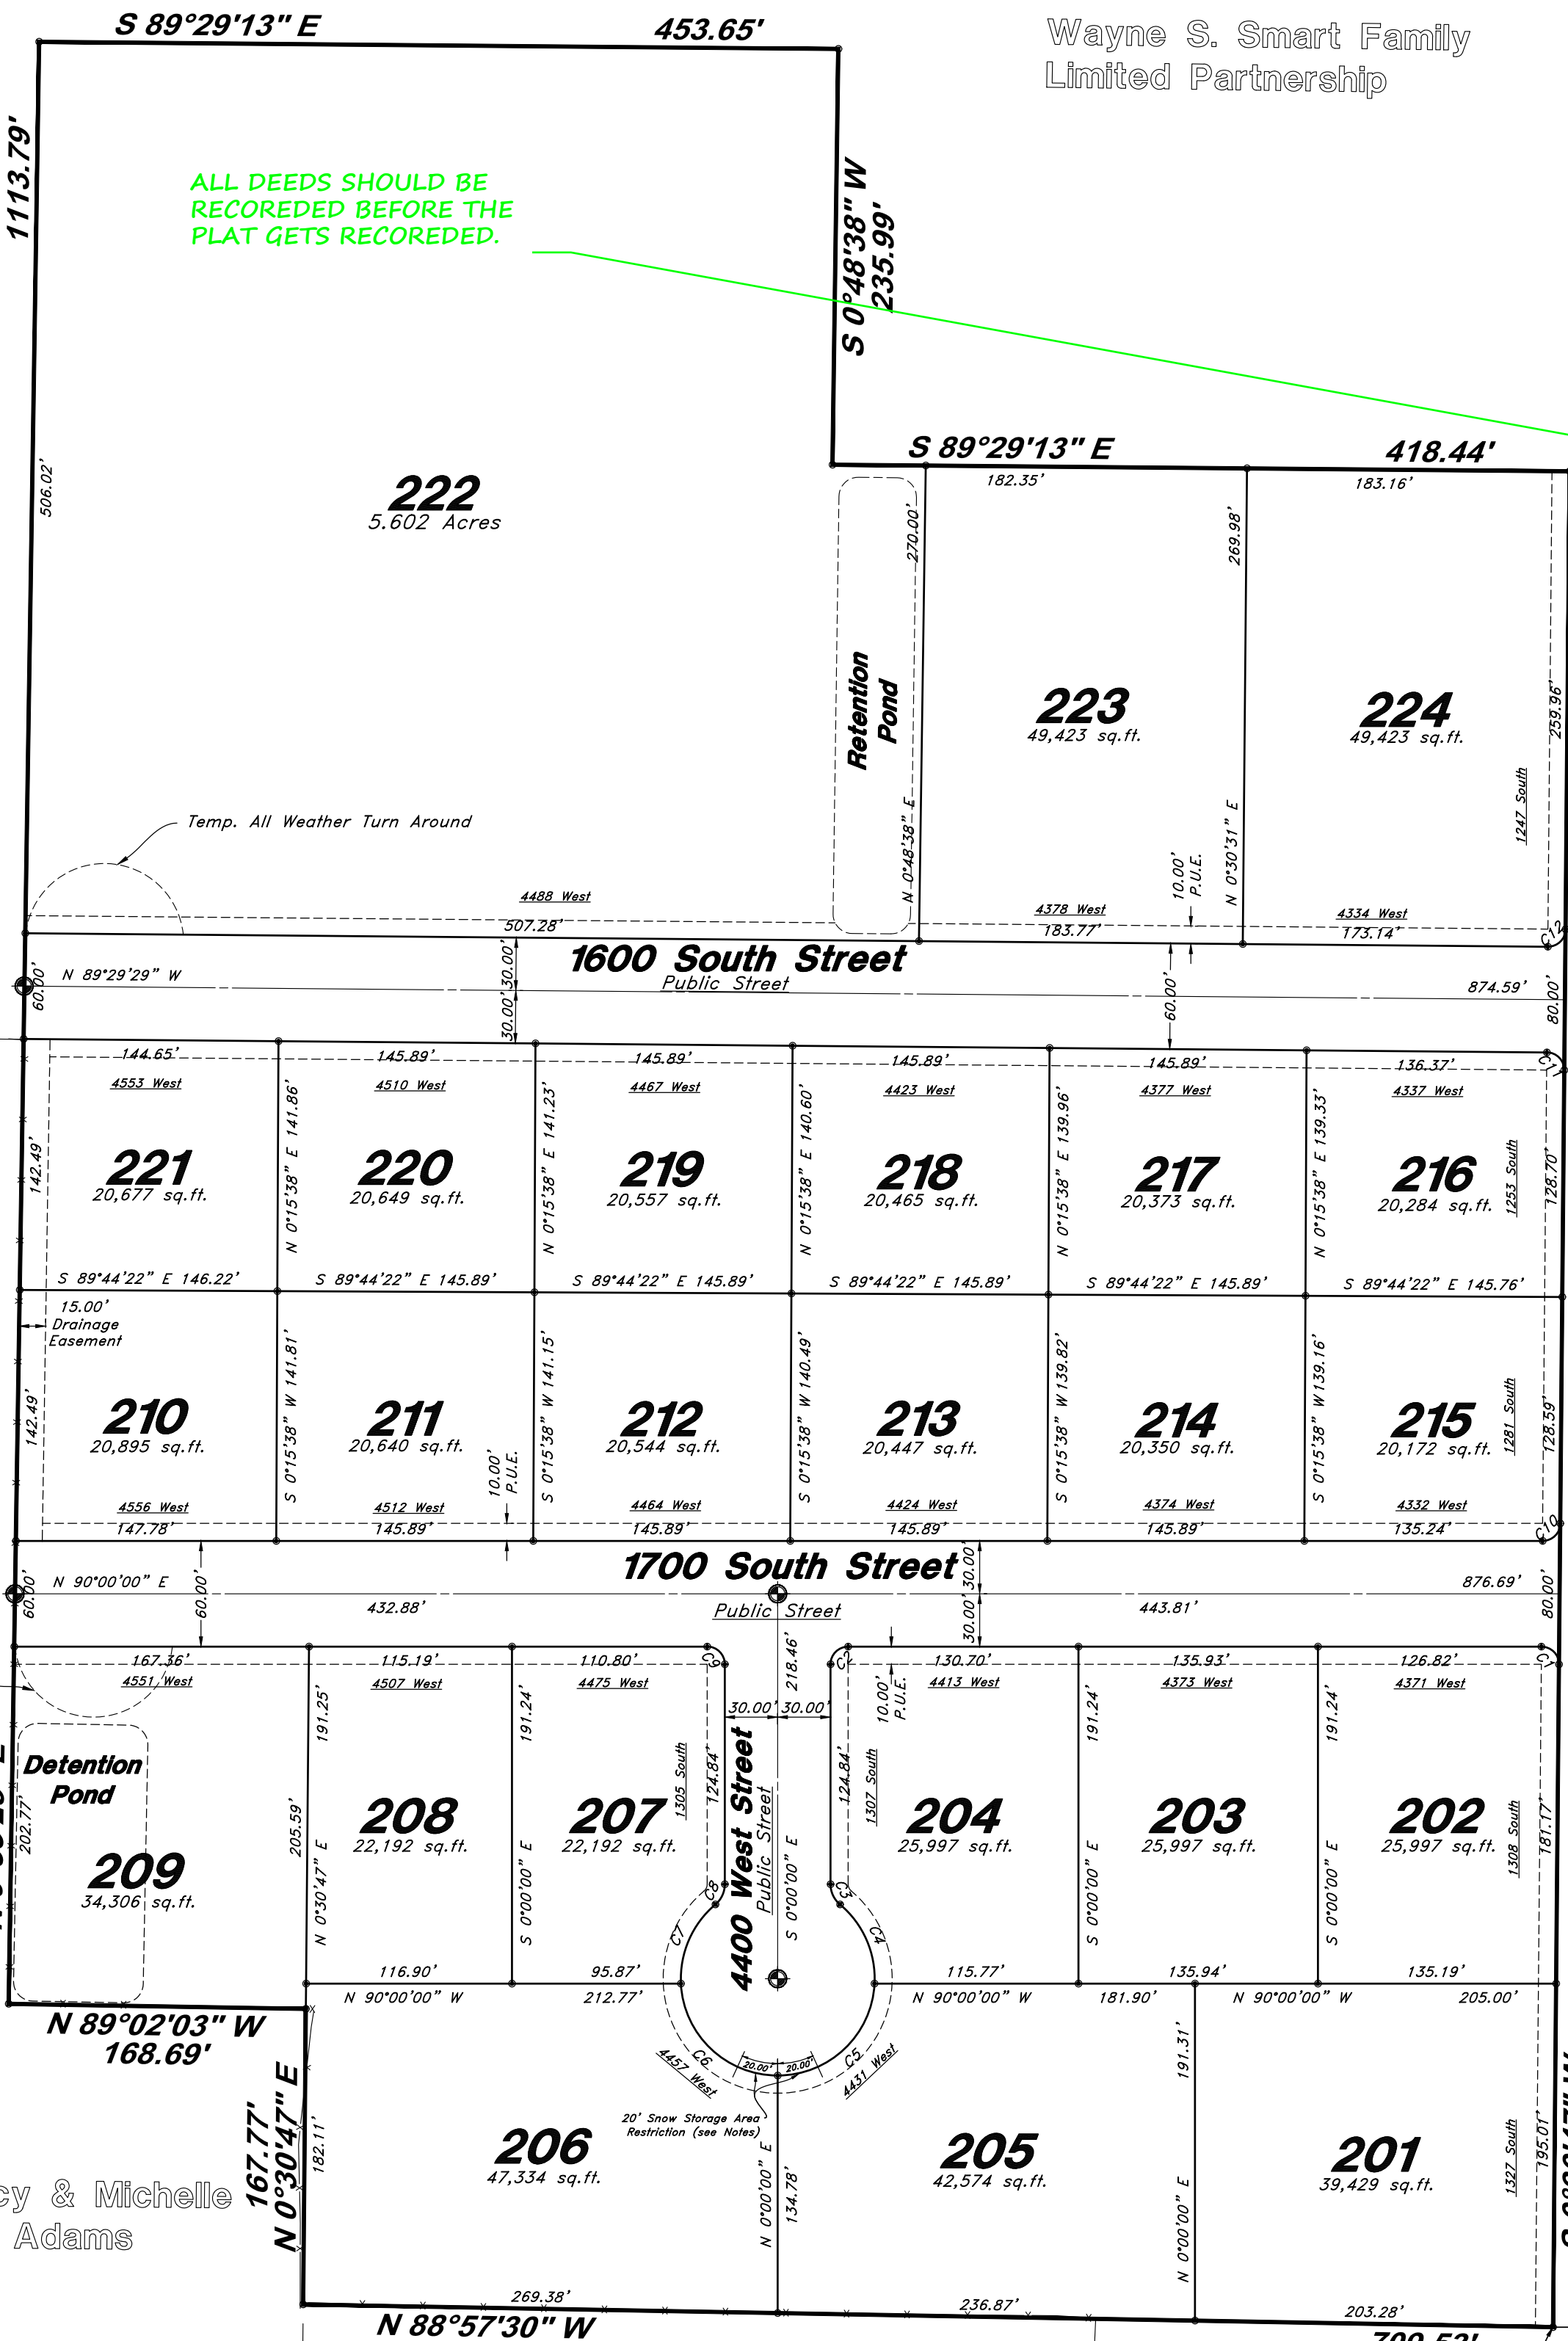 S 89°29'13" E
453.65'
Wayne S. Smart Family
Limited Partnership
1113.79'
ALL DEEDS SHOULD BE
RECOREDED BEFORE THE
PLAT GETS RECOREDED.
S 0°48'38" W
235.99'
S 89°29'13" E
418.44'
182.35'
183.16'
506.02'
222
5.602 Acres
270.00'
269.98'
Retention
Pond
223
49,423 sq.ft.
224
49,423 sq.ft.
259.96'
1247 South
Temp. All Weather Turn Around
N 0°48'38" E
N 0°30'31" E
10.00'
P.U.E.
4488 West
507.28'
4378 West
183.77'
4334 West
173.14'
C12
1600 South Street
Public Street
N 89°29'29" W
60.00'
30.00'
30.00'
60.00'
874.59'
80.00'
144.65'
145.89'
145.89'
145.89'
145.89'
136.37'
C11
4553 West
4510 West
4467 West
4423 West
4377 West
4337 West
142.49'
221
20,677 sq.ft.
N 0°15'38" E 141.86'
220
20,649 sq.ft.
N 0°15'38" E 141.23'
219
20,557 sq.ft.
N 0°15'38" E 140.60'
218
20,465 sq.ft.
N 0°15'38" E 139.96'
217
20,373 sq.ft.
N 0°15'38" E 139.33'
216
20,284 sq.ft.
1253 South
128.70'
S 89°44'22" E 146.22'
S 89°44'22" E 145.89'
S 89°44'22" E 145.89'
S 89°44'22" E 145.89'
S 89°44'22" E 145.89'
S 89°44'22" E 145.76'
15.00'
Drainage
Easement
142.49'
210
20,895 sq.ft.
S 0°15'38" W 141.81'
211
20,640 sq.ft.
10.00'
P.U.E.
S 0°15'38" W 141.15'
212
20,544 sq.ft.
S 0°15'38" W 140.49'
213
20,447 sq.ft.
S 0°15'38" W 139.82'
214
20,350 sq.ft.
S 0°15'38" W 139.16'
215
20,172 sq.ft.
1281 South
128.59'
4556 West
4512 West
4464 West
4424 West
4374 West
4332 West
147.78'
145.89'
145.89'
145.89'
145.89'
135.24'
C10
1700 South Street
Public Street
N 90°00'00" E
60.00'
60.00'
432.88'
30.00'
30.00'
443.81'
876.69'
80.00'
167.36'
115.19'
110.80'
C9
218.46'
C2
130.70'
135.93'
126.82'
C1
4551 West
4507 West
4475 West
4413 West
4373 West
4371 West
10.00'
P.U.E.
30.00'
30.00'
Detention
Pond
202.77'
209
34,306 sq.ft.
191.25'
205.59'
N 0°30'47" E
208
22,192 sq.ft.
191.24'
S 0°00'00" E
207
22,192 sq.ft.
1305 South
124.84'
4400 West Street
Public Street
S 0°00'00" E
124.84'
1307 South
204
25,997 sq.ft.
191.24'
S 0°00'00" E
203
25,997 sq.ft.
191.24'
S 0°00'00" E
202
25,997 sq.ft.
1308 South
181.17'
C8
C3
C7
C4
116.90'
95.87'
115.77'
135.94'
135.19'
N 90°00'00" W
212.77'
N 90°00'00" W
181.90'
N 90°00'00" W
205.00'
N 89°02'03" W
168.69'
C6
C5
20.00'
20.00'
4457 West
4431 West
20' Snow Storage Area
Restriction (see Notes)
167.77'
N 0°30'47" E
182.11'
206
47,334 sq.ft.
N 0°00'00" E
134.78'
205
42,574 sq.ft.
191.31'
N 0°00'00" E
201
39,429 sq.ft.
1327 South
195.01'
cy & Michelle
Adams
269.38'
236.87'
203.28'
N 88°57'30" W